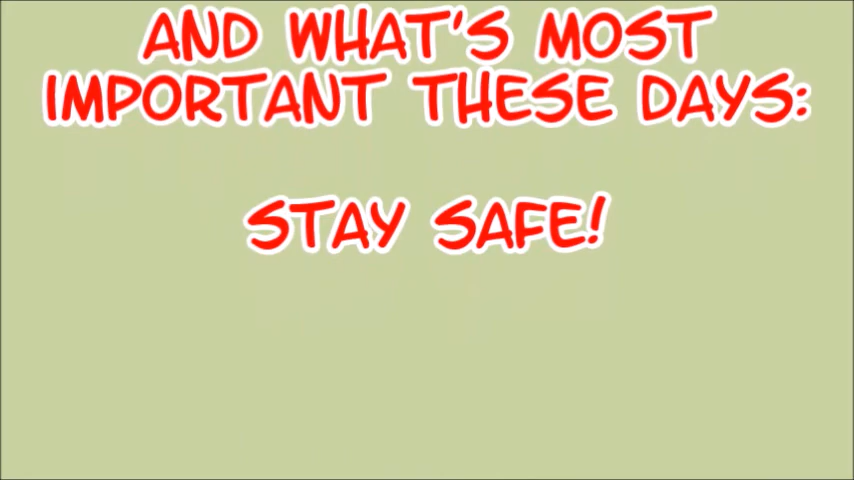 AND WHAT'S MOST
IMPORTANT THESE DAYS:
STAY SAFE!